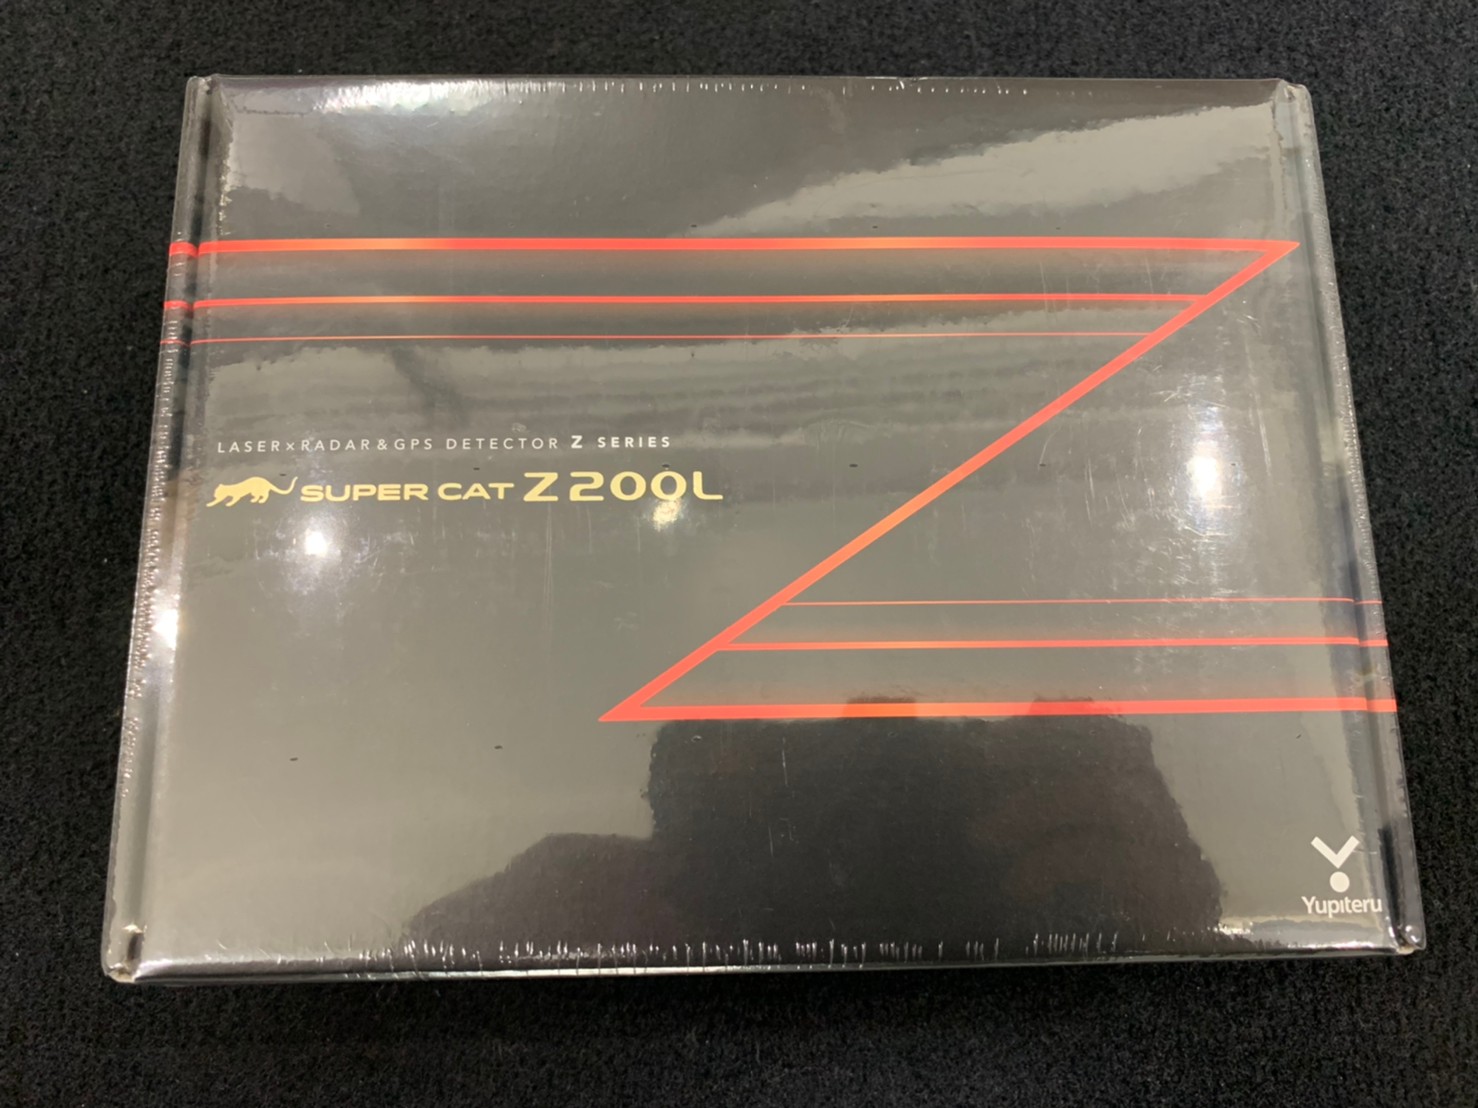 LASER×RADAR&GPS DETECTOR Z SERIES
SUPER CAT Z200L
Yupiteru